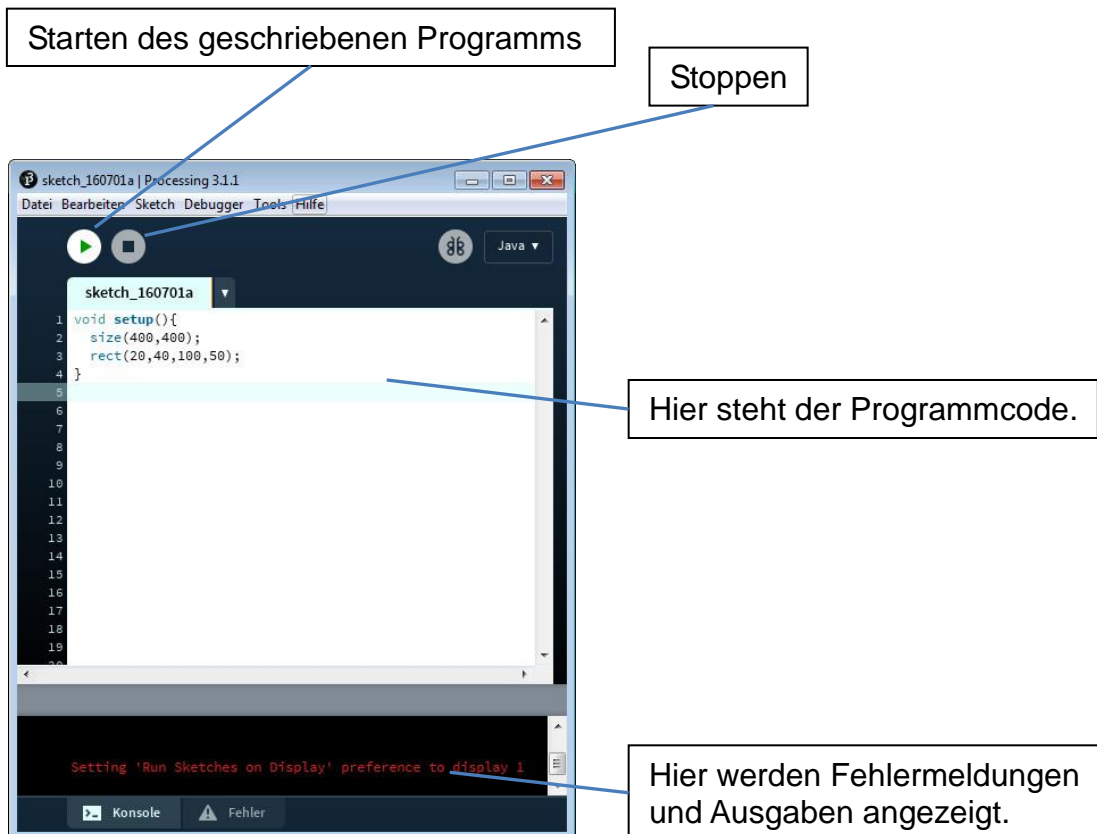 Starten des geschriebenen Programms
Stoppen
sketch_160701a | Processing 3.1.1
Datei Bearbeiten Sketch Debugger Tools Hilfe
Java ▼
sketch_160701a ▼
1 void setup(){
2 size(400,400);
3 rect(20,40,100,50);
4 }
5
6
7
8
9
10
11
12
13
14
15
16
17
18
19
20
Hier steht der Programmcode.
Setting 'Run Sketches on Display' preference to display 1
Hier werden Fehlermeldungen
und Ausgaben angezeigt.
Konsole
Fehler